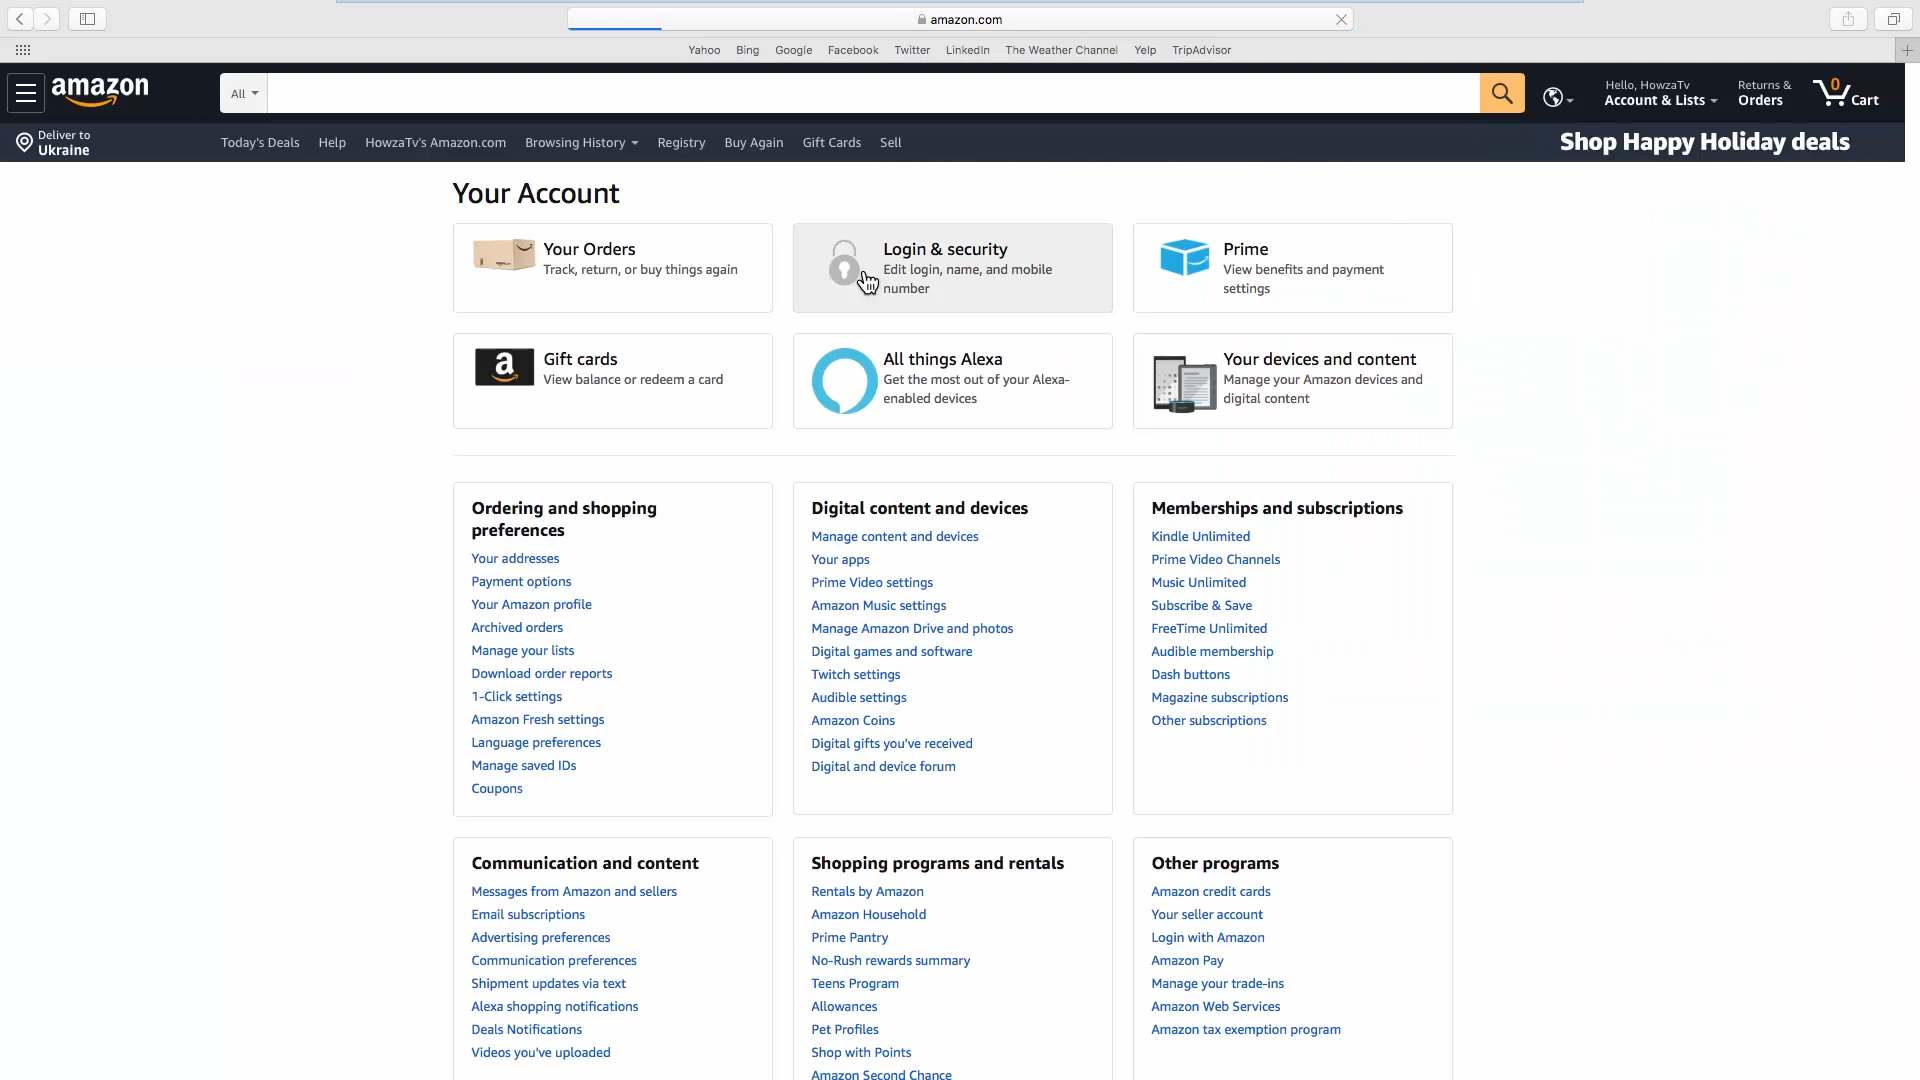 amazon.com
Yahoo Bing Google Facebook Twitter LinkedIn The Weather Channel Yelp TripAdvisor
amazon
All
Hello, HowzaTv
Account & Lists
Returns &
Orders
0
Cart
Deliver to
Ukraine
Today's Deals Help HowzaTv's Amazon.com Browsing History Registry Buy Again Gift Cards Sell
Shop Happy Holiday deals
Your Account
Your Orders
Track, return, or buy things again
Login & security
Edit login, name, and mobile
number
Prime
View benefits and payment
settings
a
Gift cards
View balance or redeem a card
All things Alexa
Get the most out of your Alexa-
enabled devices
Your devices and content
Manage your Amazon devices and
digital content
Ordering and shopping
preferences
Your addresses
Payment options
Your Amazon profile
Archived orders
Manage your lists
Download order reports
1-Click settings
Amazon Fresh settings
Language preferences
Manage saved IDs
Coupons
Digital content and devices
Manage content and devices
Your apps
Prime Video settings
Amazon Music settings
Manage Amazon Drive and photos
Digital games and software
Twitch settings
Audible settings
Amazon Coins
Digital gifts you've received
Digital and device forum
Memberships and subscriptions
Kindle Unlimited
Prime Video Channels
Music Unlimited
Subscribe & Save
FreeTime Unlimited
Audible membership
Dash buttons
Magazine subscriptions
Other subscriptions
Communication and content
Messages from Amazon and sellers
Email subscriptions
Advertising preferences
Communication preferences
Shipment updates via text
Alexa shopping notifications
Deals Notifications
Videos you've uploaded
Shopping programs and rentals
Rentals by Amazon
Amazon Household
Prime Pantry
No-Rush rewards summary
Teens Program
Allowances
Pet Profiles
Shop with Points
Amazon Second Chance
Other programs
Amazon credit cards
Your seller account
Login with Amazon
Amazon Pay
Manage your trade-ins
Amazon Web Services
Amazon tax exemption program